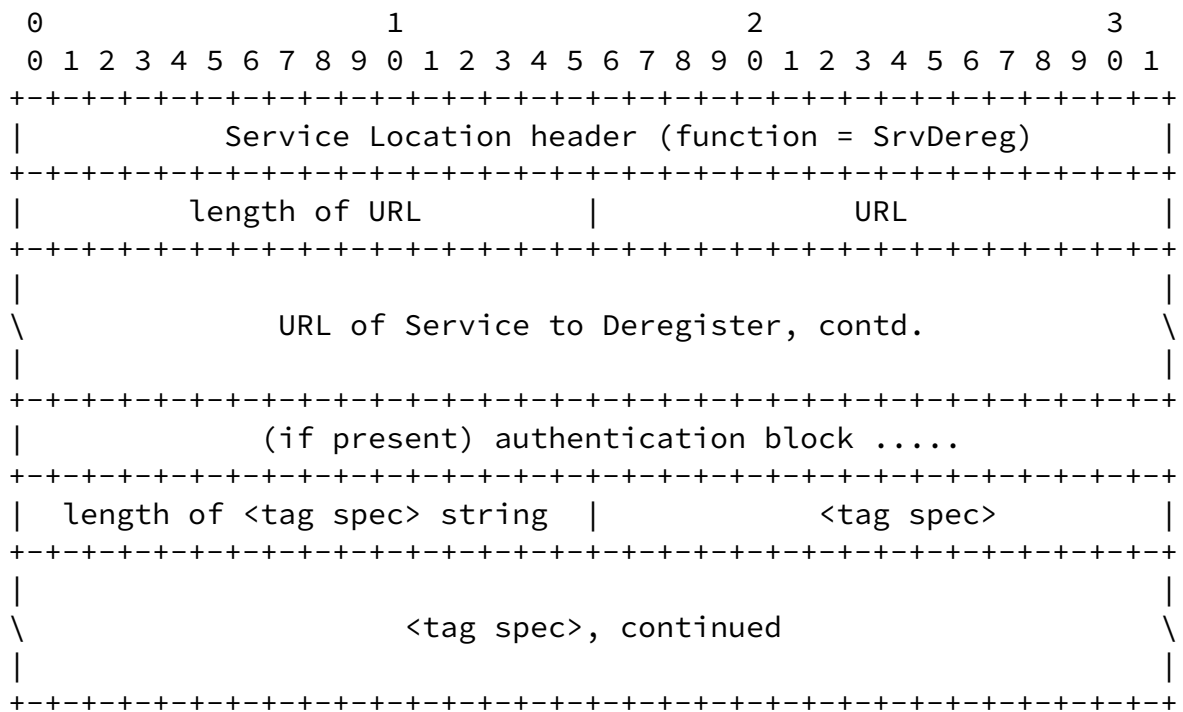 0                   1                   2                   3
 0 1 2 3 4 5 6 7 8 9 0 1 2 3 4 5 6 7 8 9 0 1 2 3 4 5 6 7 8 9 0 1
+-+-+-+-+-+-+-+-+-+-+-+-+-+-+-+-+-+-+-+-+-+-+-+-+-+-+-+-+-+-+-+-+
|           Service Location header (function = SrvDereg)       |
+-+-+-+-+-+-+-+-+-+-+-+-+-+-+-+-+-+-+-+-+-+-+-+-+-+-+-+-+-+-+-+-+
|         length of URL         |              URL              |
+-+-+-+-+-+-+-+-+-+-+-+-+-+-+-+-+-+-+-+-+-+-+-+-+-+-+-+-+-+-+-+-+
|                                                               |
\              URL of Service to Deregister, contd.             \
|                                                               |
+-+-+-+-+-+-+-+-+-+-+-+-+-+-+-+-+-+-+-+-+-+-+-+-+-+-+-+-+-+-+-+-+
|             (if present) authentication block .....
+-+-+-+-+-+-+-+-+-+-+-+-+-+-+-+-+-+-+-+-+-+-+-+-+-+-+-+-+-+-+-+-+
|  length of <tag spec> string  |            <tag spec>         |
+-+-+-+-+-+-+-+-+-+-+-+-+-+-+-+-+-+-+-+-+-+-+-+-+-+-+-+-+-+-+-+-+
|                                                               |
\                     <tag spec>, continued                     \
|                                                               |
+-+-+-+-+-+-+-+-+-+-+-+-+-+-+-+-+-+-+-+-+-+-+-+-+-+-+-+-+-+-+-+-+